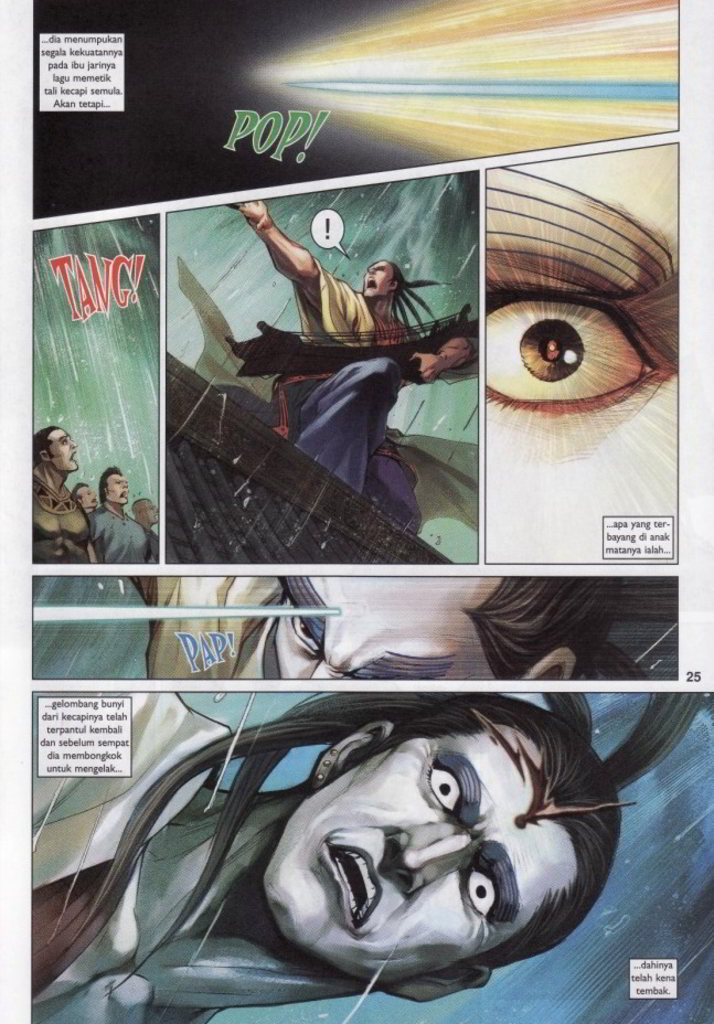 ...dia menumpukan
segala kekuatannya
pada ibu jarinya
lagu memetik
tali kecapi semula.
Akan tetapi...
POP!
TANG!
!
...apa yang ter-
bayang di anak
matanya ialah...
PAP!
25
...gelombang bunyi
dari kecapinya telah
terpantul kembali
dan sebelum sempat
dia membongkok
untuk mengelak...
...dahinya
telah kena
tembak.